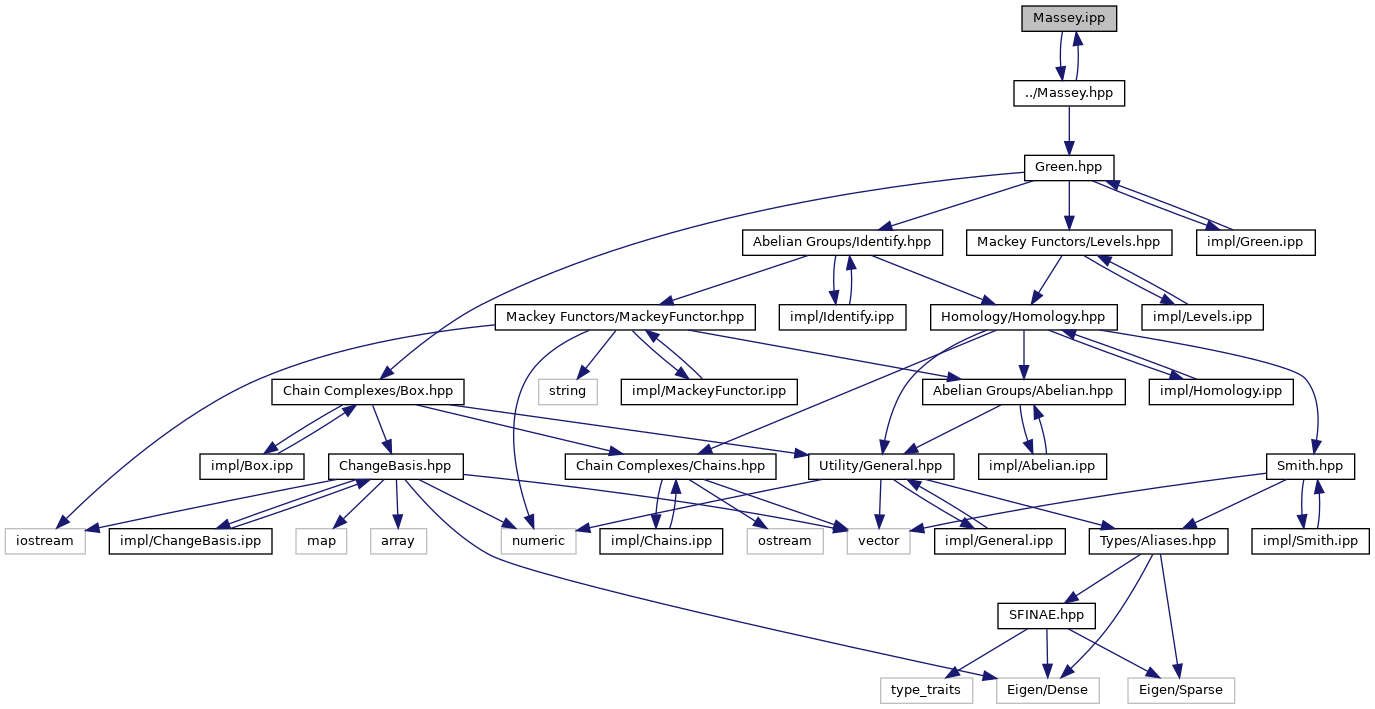 Massey.ipp
../Massey.hpp
Green.hpp
Abelian Groups/Identify.hpp
Mackey Functors/Levels.hpp
impl/Green.ipp
Mackey Functors/MackeyFunctor.hpp
impl/Identify.ipp
Homology/Homology.hpp
impl/Levels.ipp
Chain Complexes/Box.hpp
string
impl/MackeyFunctor.ipp
Abelian Groups/Abelian.hpp
impl/Homology.ipp
impl/Box.ipp
ChangeBasis.hpp
Chain Complexes/Chains.hpp
Utility/General.hpp
impl/Abelian.ipp
Smith.hpp
iostream
impl/ChangeBasis.ipp
map
array
numeric
impl/Chains.ipp
ostream
vector
impl/General.ipp
Types/Aliases.hpp
impl/Smith.ipp
SFINAE.hpp
type_traits
Eigen/Dense
Eigen/Sparse